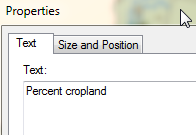 Properties
Text Size and Position
Text:
Percent cropland